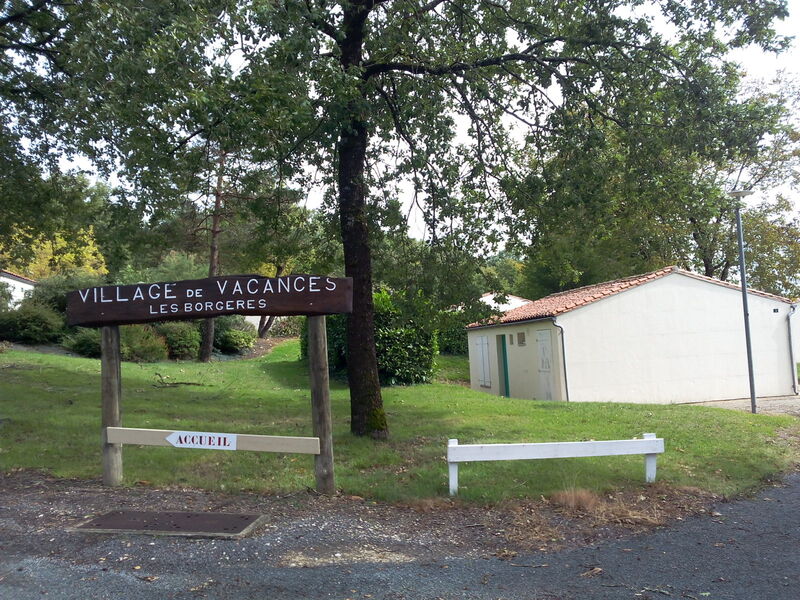 VILLAGE DE VACANCES
LES BORGERES
ACCUEIL